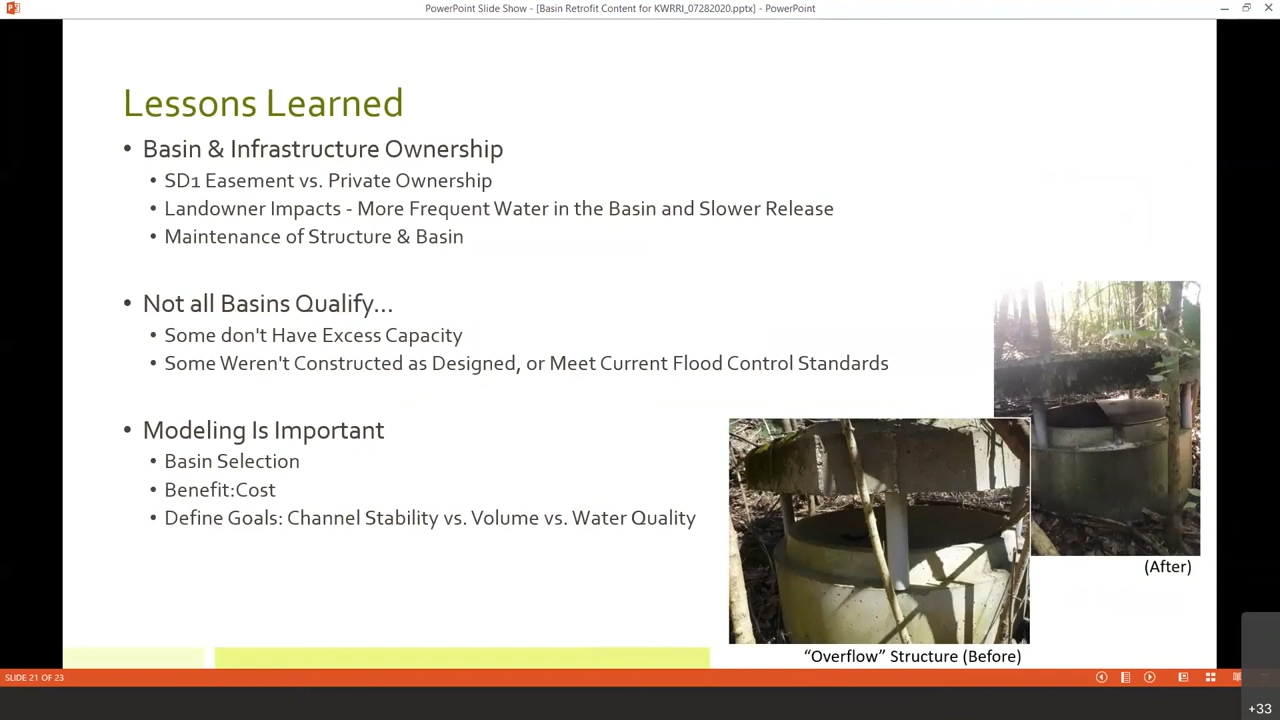 PowerPoint Slide Show - [Basin Retrofit Content for KWRRI_07282020.pptx] - PowerPoint
Lessons Learned
• Basin & Infrastructure Ownership
• SD1 Easement vs. Private Ownership
• Landowner Impacts - More Frequent Water in the Basin and Slower Release
• Maintenance of Structure & Basin
• Not all Basins Qualify...
• Some don't Have Excess Capacity
• Some Weren't Constructed as Designed, or Meet Current Flood Control Standards
• Modeling Is Important
• Basin Selection
• Benefit:Cost
• Define Goals: Channel Stability vs. Volume vs. Water Quality
(After)
“Overflow” Structure (Before)
SLIDE 21 OF 23
+33